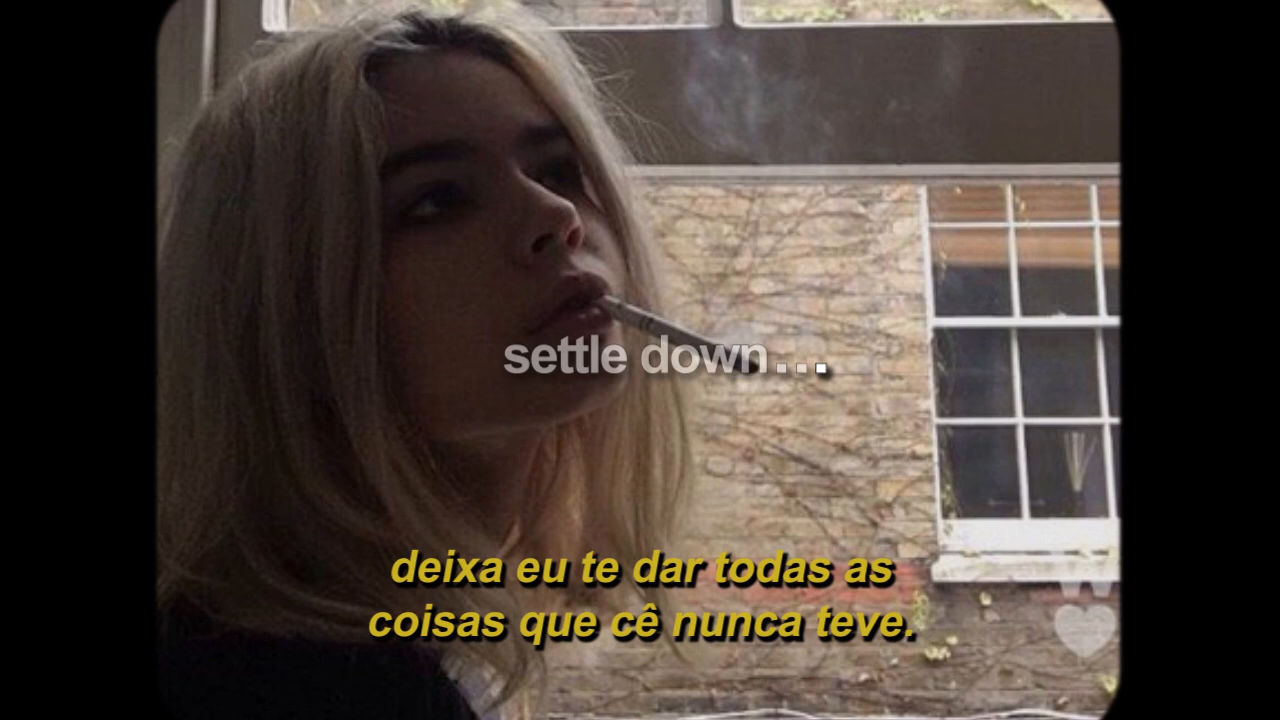 settle down...
deixa eu te dar todas as
coisas que cê nunca teve.